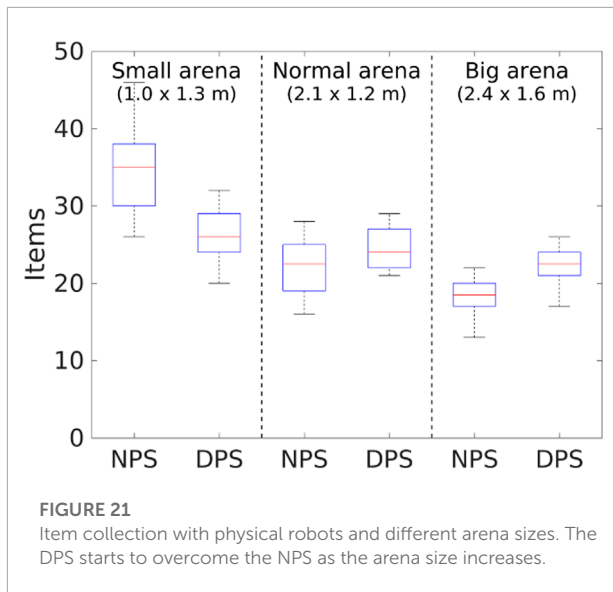 50
40
30
20
10
0
Items
Small arena
(1.0 x 1.3 m)
Normal arena
(2.1 x 1.2 m)
Big arena
(2.4 x 1.6 m)
NPS DPS NPS DPS NPS DPS
FIGURE 21
Item collection with physical robots and different arena sizes. The
DPS starts to overcome the NPS as the arena size increases.